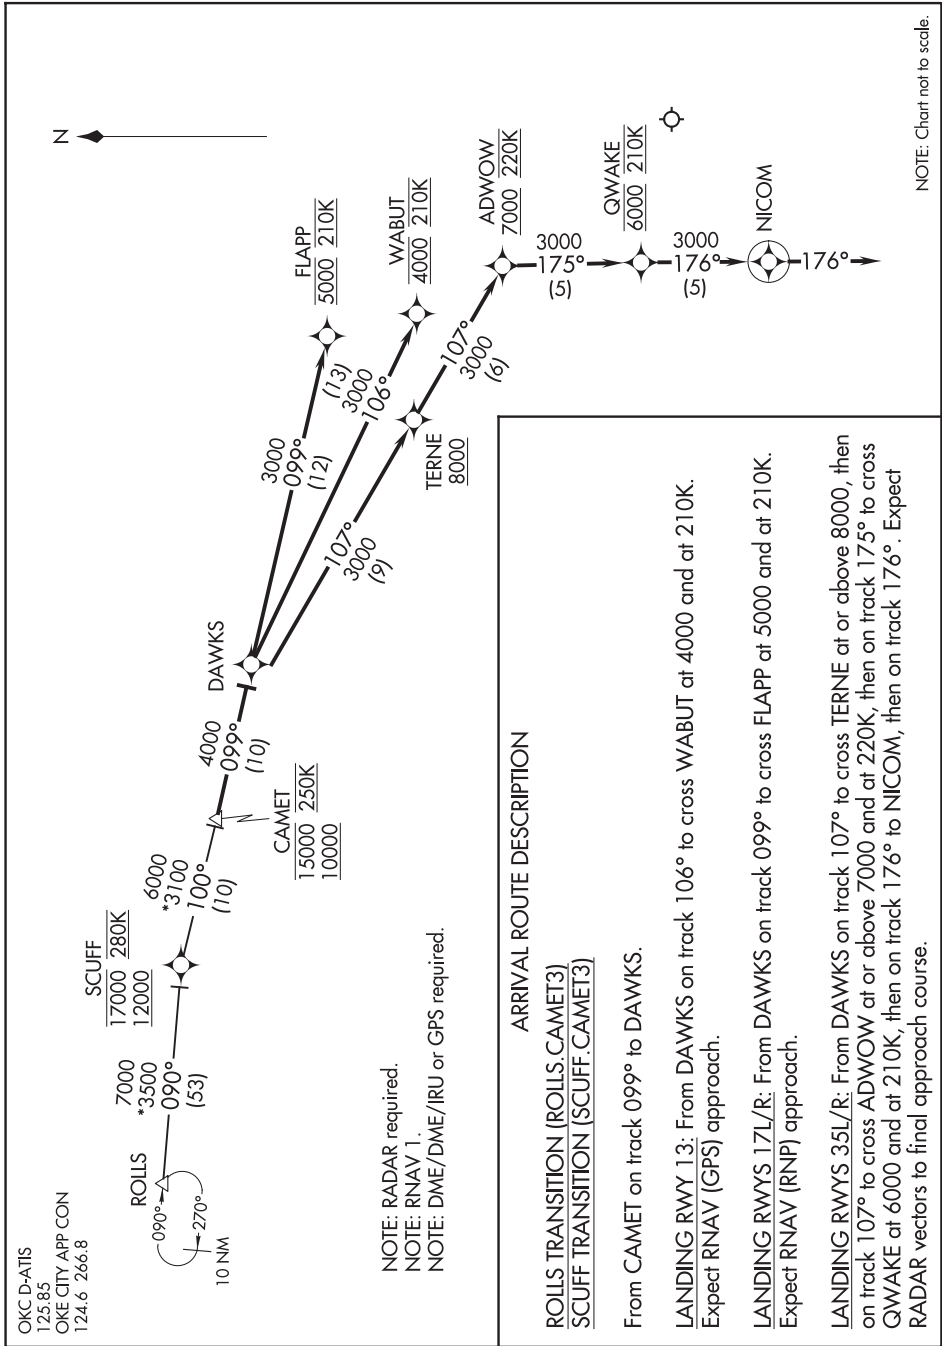 OKC D-ATIS
125.85
OKE CITY APP CON
124.6 266.8
N
ROLLS
090°
270°
10 NM
7000
*3500
090°
(53)
SCUFF
17000 280K
12000
6000
*3100
100°
(10)
CAMET
15000 250K
10000
4000
099°
(10)
DAWKS
3000
099°
(12)
FLAPP
5000 210K
(13)
3000
106°
WABUT
4000 210K
107°
3000
(9)
TERNE
8000
107°
3000
(6)
ADWOW
7000 220K
3000
175°
(5)
QWAKE
6000 210K
3000
176°
(5)
NICOM
176°
NOTE: RADAR required.
NOTE: RNAV 1.
NOTE: DME/DME/IRU or GPS required.
NOTE: Chart not to scale.
ARRIVAL ROUTE DESCRIPTION
ROLLS TRANSITION (ROLLS.CAMET3)
SCUFF TRANSITION (SCUFF.CAMET3)
From CAMET on track 099° to DAWKS.
LANDING RWY 13: From DAWKS on track 106° to cross WABUT at 4000 and at 210K.
Expect RNAV (GPS) approach.
LANDING RWYS 17L/R: From DAWKS on track 099° to cross FLAPP at 5000 and at 210K.
Expect RNAV (RNP) approach.
LANDING RWYS 35L/R: From DAWKS on track 107° to cross TERNE at or above 8000, then
on track 107° to cross ADWOW at or above 7000 and at 220K, then on track 175° to cross
QWAKE at 6000 and at 210K, then on track 176° to NICOM, then on track 176°. Expect
RADAR vectors to final approach course.